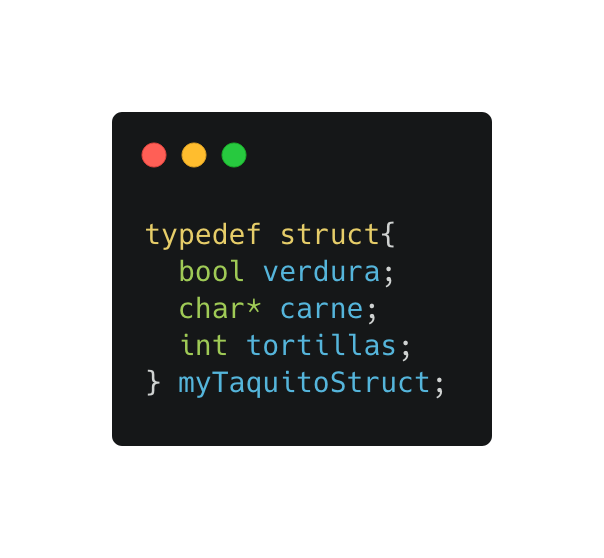 typedef struct{
  bool verdura;
  char* carne;
  int tortillas;
} myTaquitoStruct;